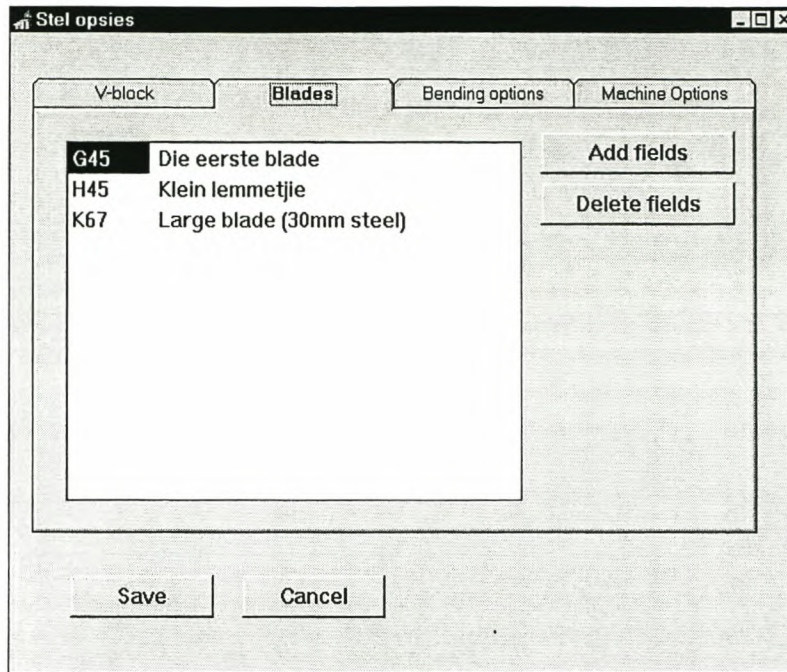 Stel opsies
V-block Blades Bending options Machine Options
G45 Die eerste blade
H45 Klein lemmetjie
K67 Large blade (30mm steel)
Add fields
Delete fields
Save Cancel